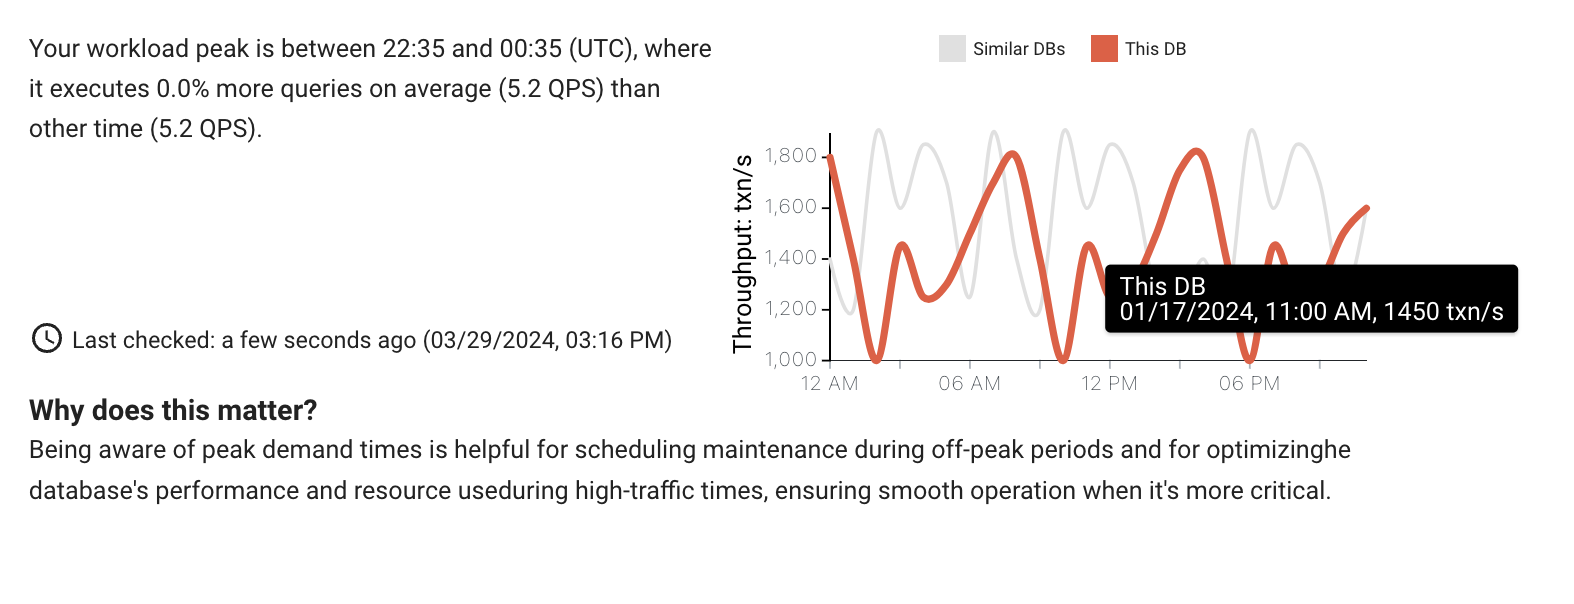 Your workload peak is between 22:35 and 00:35 (UTC), where
it executes 0.0% more queries on average (5.2 QPS) than
other time (5.2 QPS).
Last checked: a few seconds ago (03/29/2024, 03:16 PM)
Similar DBs
This DB
Throughput: txn/s
1,800
1,600
1,400
1,200
1,000
12 AM
06 AM
12 PM
06 PM
This DB
01/17/2024, 11:00 AM, 1450 txn/s
Why does this matter?
Being aware of peak demand times is helpful for scheduling maintenance during off-peak periods and for optimizinghe
database's performance and resource useduring high-traffic times, ensuring smooth operation when it's more critical.